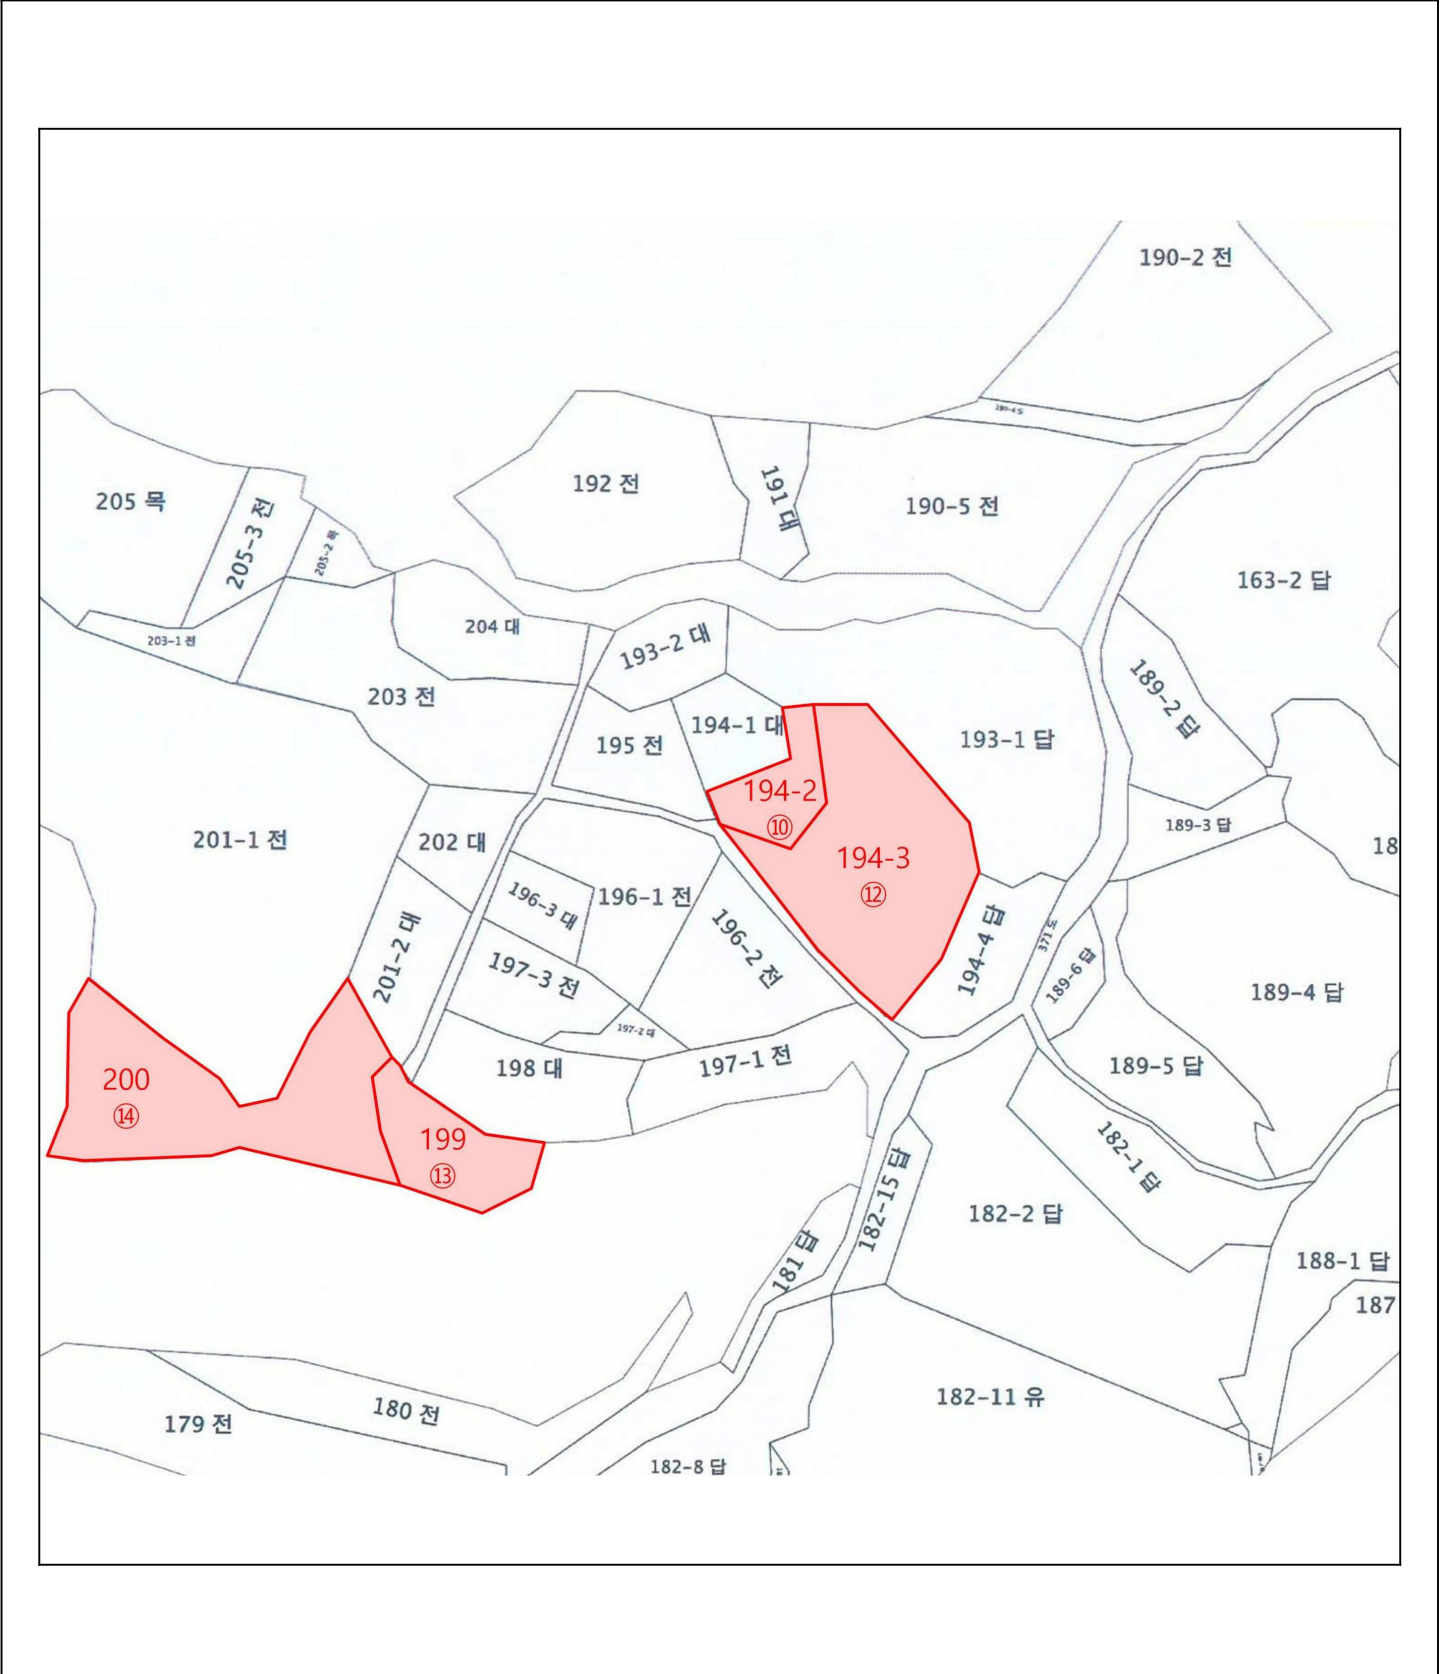 190-2 전
190-4 도
192 전
191 대
190-5 전
205 목
205-3 전
205-2 목
163-2 답
203-1 전
204 대
193-2 대
203 전
189-2 답
195 전
194-1 대
193-1 답
194-2
⑩
201-1 전
202 대
189-3 답
18
194-3
⑫
196-3 대
196-1 전
201-2 대
196-2 전
194-4 답
371 도
197-3 전
189-6 답
189-4 답
197-2 대
198 대
197-1 전
189-5 답
200
⑭
199
⑬
182-1 답
182-15 답
182-2 답
181 답
188-1 답
187
182-11 유
180 전
179 전
182-8 답